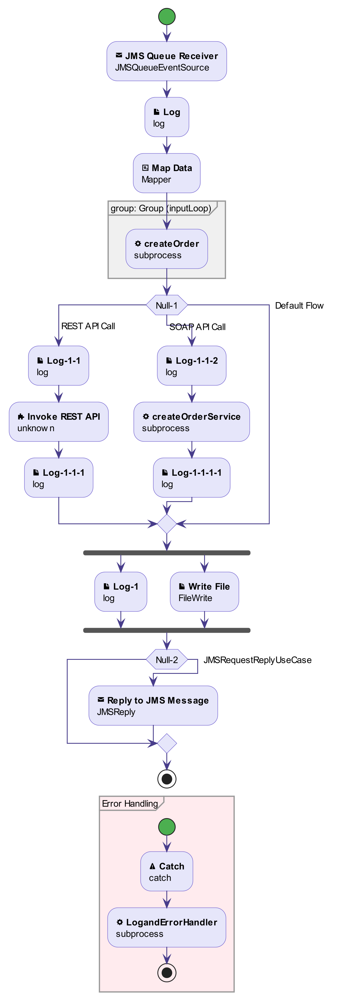 JMS Queue Receiver
JMSQueueEventSource
Log
log
Map Data
Mapper
group: Group (inputLoop)
createOrder
subprocess
Null-1
Default Flow
REST API Call
SOAP API Call
Log-1-1
log
Log-1-1-2
log
Invoke REST API
unknown
createOrderService
subprocess
Log-1-1-1
log
Log-1-1-1-1
log
Log-1
log
Write File
FileWrite
Null-2
JMSRequestReplyUseCase
Reply to JMS Message
JMSReply
Error Handling
Catch
catch
LogandErrorHandler
subprocess